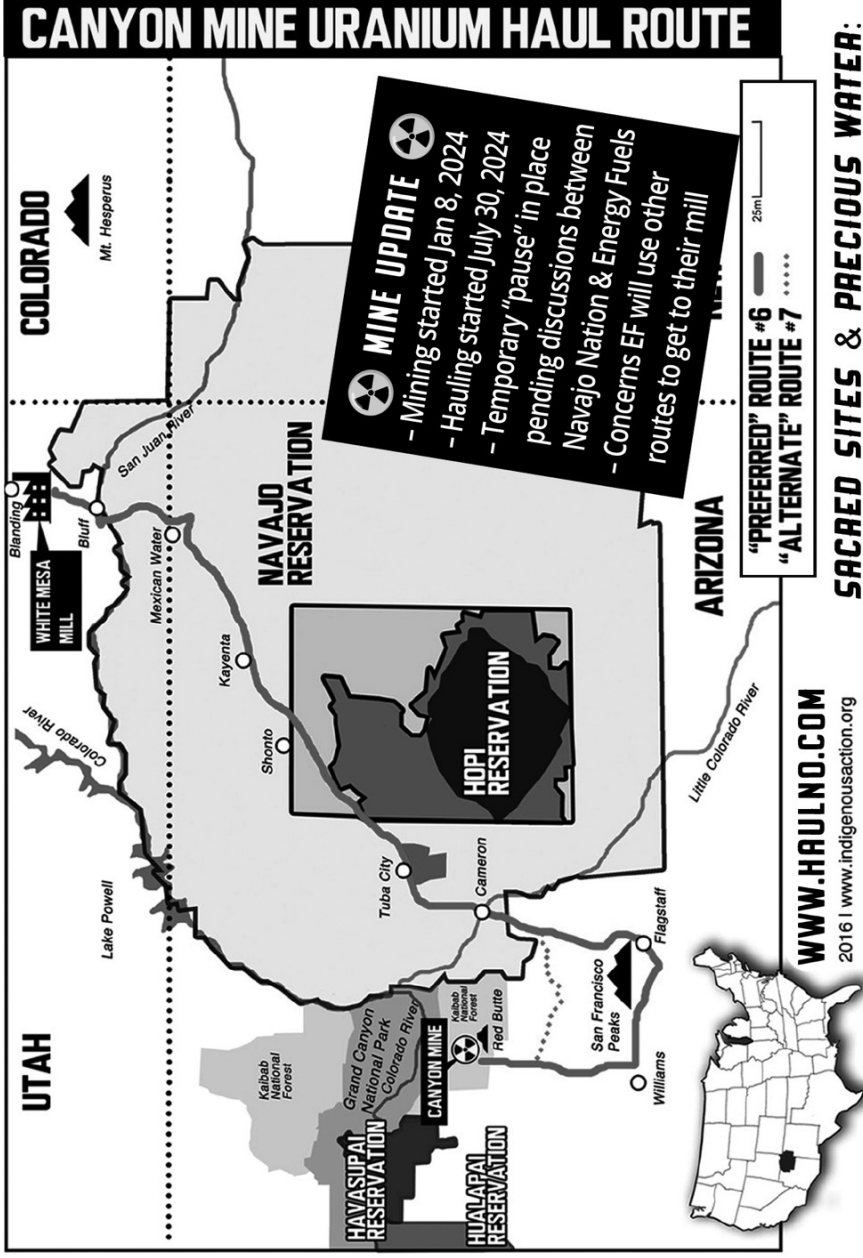 CANYON MINE URANIUM HAUL ROUTE
UTAH
COLORADO
Mt. Hesperus
Blanding
WHITE MESA
MILL
Bluff
San Juan River
Mexican Water
Colorado River
Lake Powell
Kayenta
Shonto
NAVAJO
RESERVATION
Tuba City
HOPI
RESERVATION
Cameron
Kaibab
National
Forest
Grand Canyon
National Park
Colorado River
HAVASUPAI
RESERVATION
CANYON MINE
Kaibab
National
Forest
Red Butte
HUALAPAI
RESERVATION
San Francisco
Peaks
Flagstaff
Williams
Little Colorado River
ARIZONA
MINE UPDATE
- Mining started Jan 8, 2024
- Hauling started July 30, 2024
- Temporary “pause” in place
pending discussions between
Navajo Nation & Energy Fuels
- Concerns EF will use other
routes to get to their mill
"PREFERRED" ROUTE #6
"ALTERNATE" ROUTE #7
25m
WWW.HAULNO.COM
2016 | www.indigenousaction.org
SACRED SITES & PRECIOUS WATER: